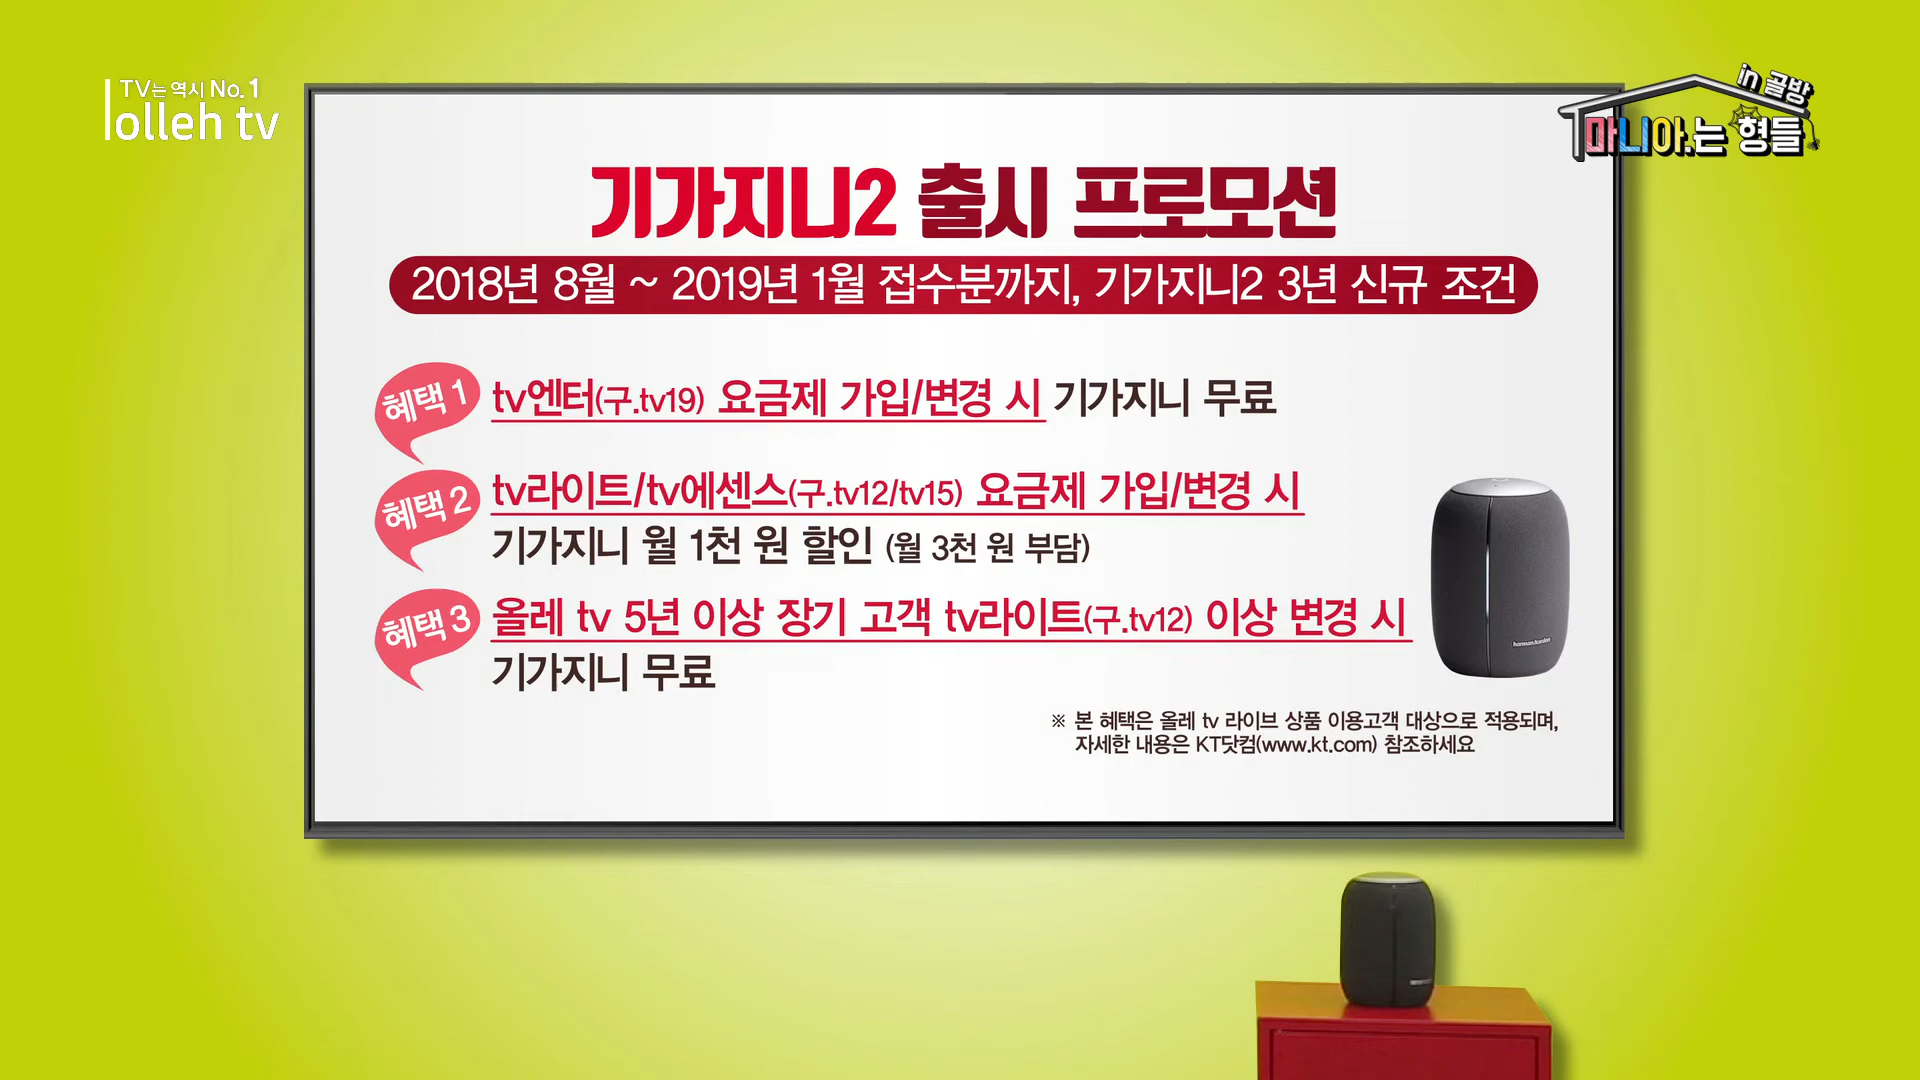 TV는 역시 No.1
olleh tv
in 골방
마니아는 형들
기가지니2 출시 프로모션
2018년 8월 ~ 2019년 1월 접수분까지, 기가지니2 3년 신규 조건
혜택 1
tv엔터(구.tv19) 요금제 가입/변경 시 기가지니 무료
혜택 2
tv라이트/tv에센스(구.tv12/tv15) 요금제 가입/변경 시
기가지니 월 1천 원 할인 (월 3천 원 부담)
혜택 3
올레 tv 5년 이상 장기 고객 tv라이트(구.tv12) 이상 변경 시
기가지니 무료
harman/kardon
※ 본 혜택은 올레 tv 라이브 상품 이용고객 대상으로 적용되며,
자세한 내용은 KT닷컴(www.kt.com) 참조하세요